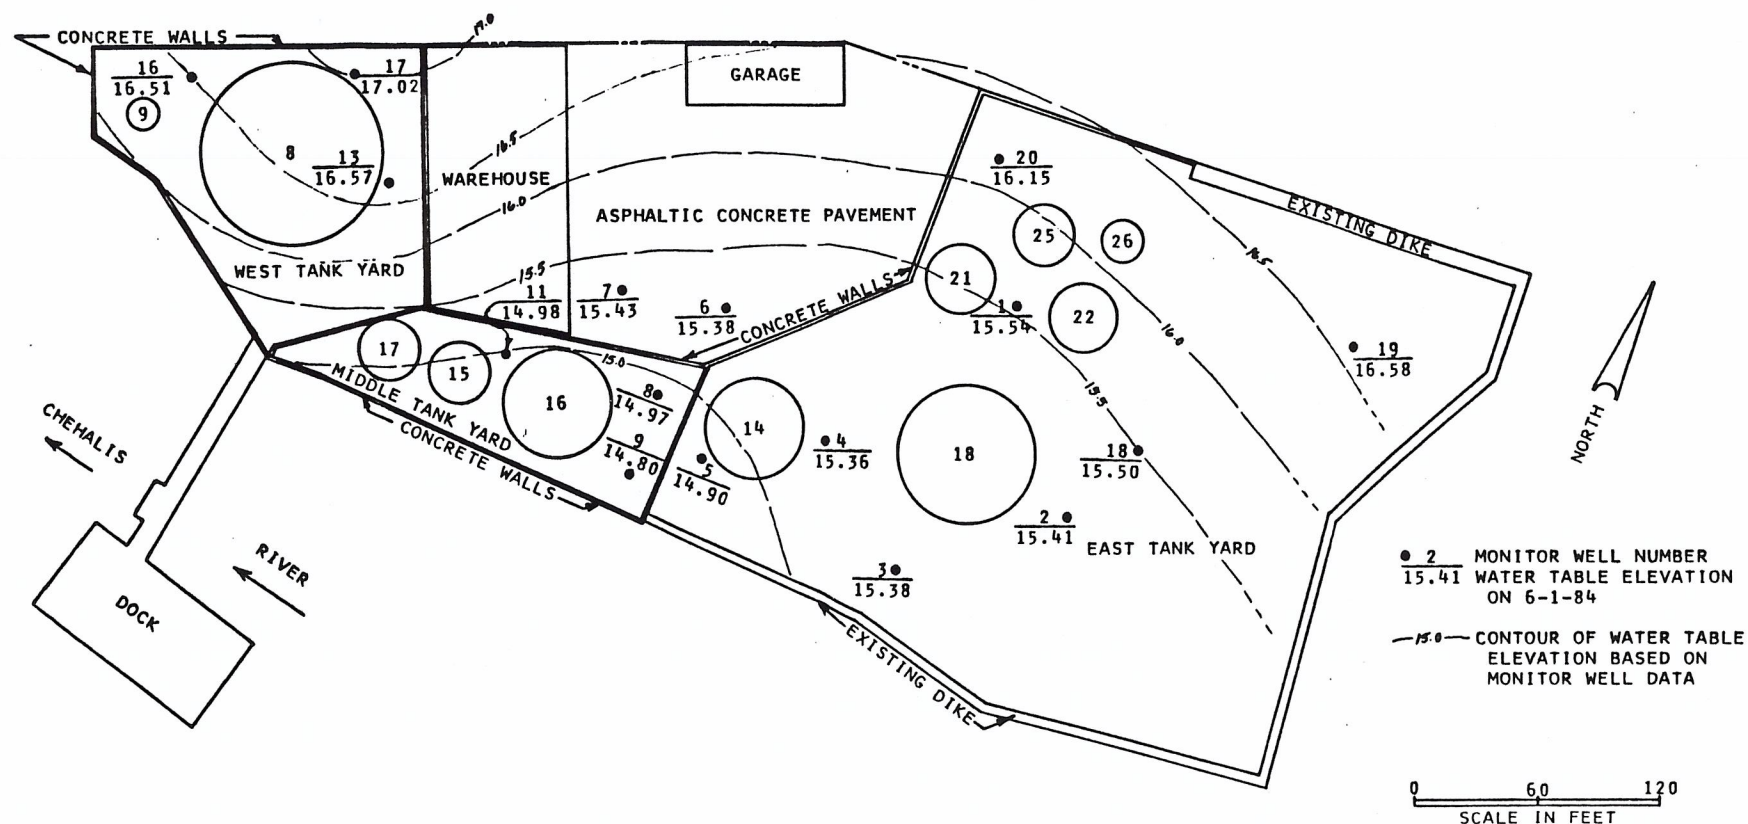 CONCRETE WALLS
17.0
16
16.51
17
17.02
9
8
13
16.57
GARAGE
16.5
WAREHOUSE
16.0
ASPHALTIC CONCRETE PAVEMENT
20
16.15
EXISTING DIKE
25
26
16.5
WEST TANK YARD
15.5
11
14.98
7
15.43
6
15.38
CONCRETE WALLS
21
1
15.54
22
16.0
19
16.58
NORTH
17
15
16
15.0
MIDDLE TANK YARD
CONCRETE WALLS
8
14.97
9
14.80
5
14.90
14
4
15.36
18
15.5
18
15.50
2
15.41
EAST TANK YARD
3
15.38
EXISTING DIKE
CHEHALIS
RIVER
DOCK
2 MONITOR WELL NUMBER
15.41 WATER TABLE ELEVATION
ON 6-1-84
15.0 CONTOUR OF WATER TABLE
ELEVATION BASED ON
MONITOR WELL DATA
0 60 120
SCALE IN FEET